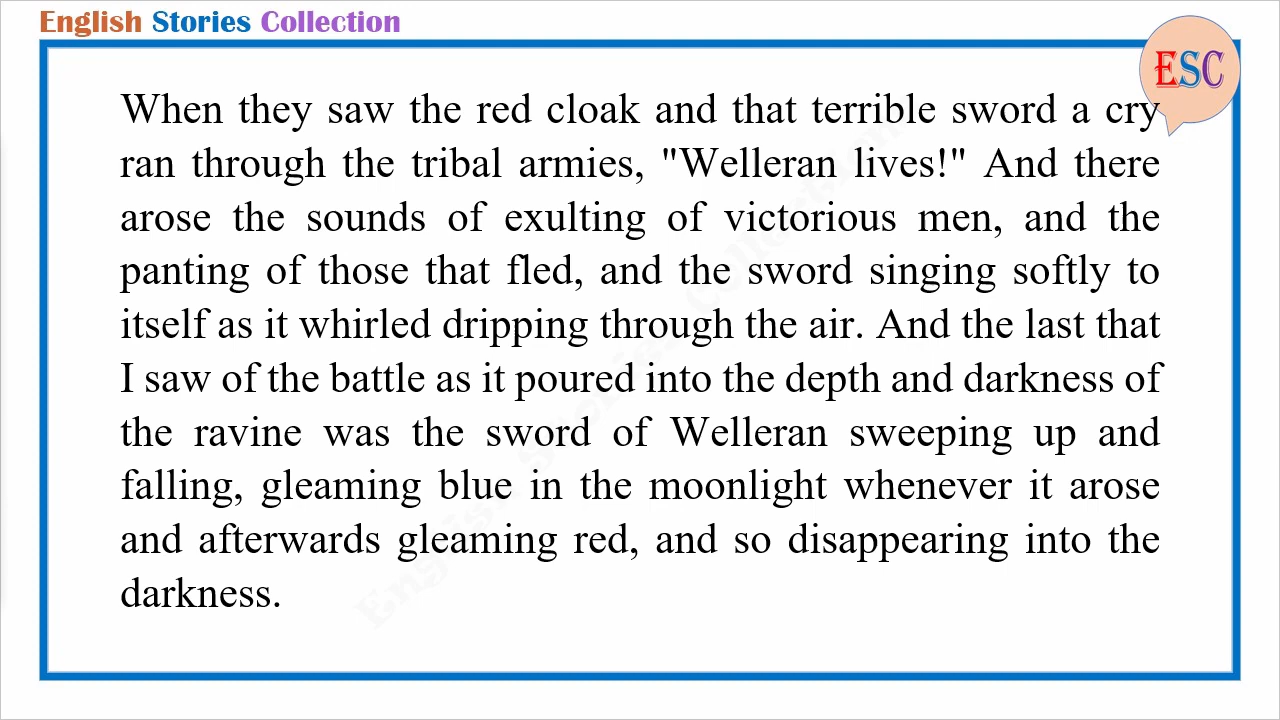 English Stories Collection
ESC
When they saw the red cloak and that terrible sword a cry
ran through the tribal armies, "Welleran lives!" And there
arose the sounds of exulting of victorious men, and the
panting of those that fled, and the sword singing softly to
itself as it whirled dripping through the air. And the last that
I saw of the battle as it poured into the depth and darkness of
the ravine was the sword of Welleran sweeping up and
falling, gleaming blue in the moonlight whenever it arose
and afterwards gleaming red, and so disappearing into the
darkness.
English Stories Collection